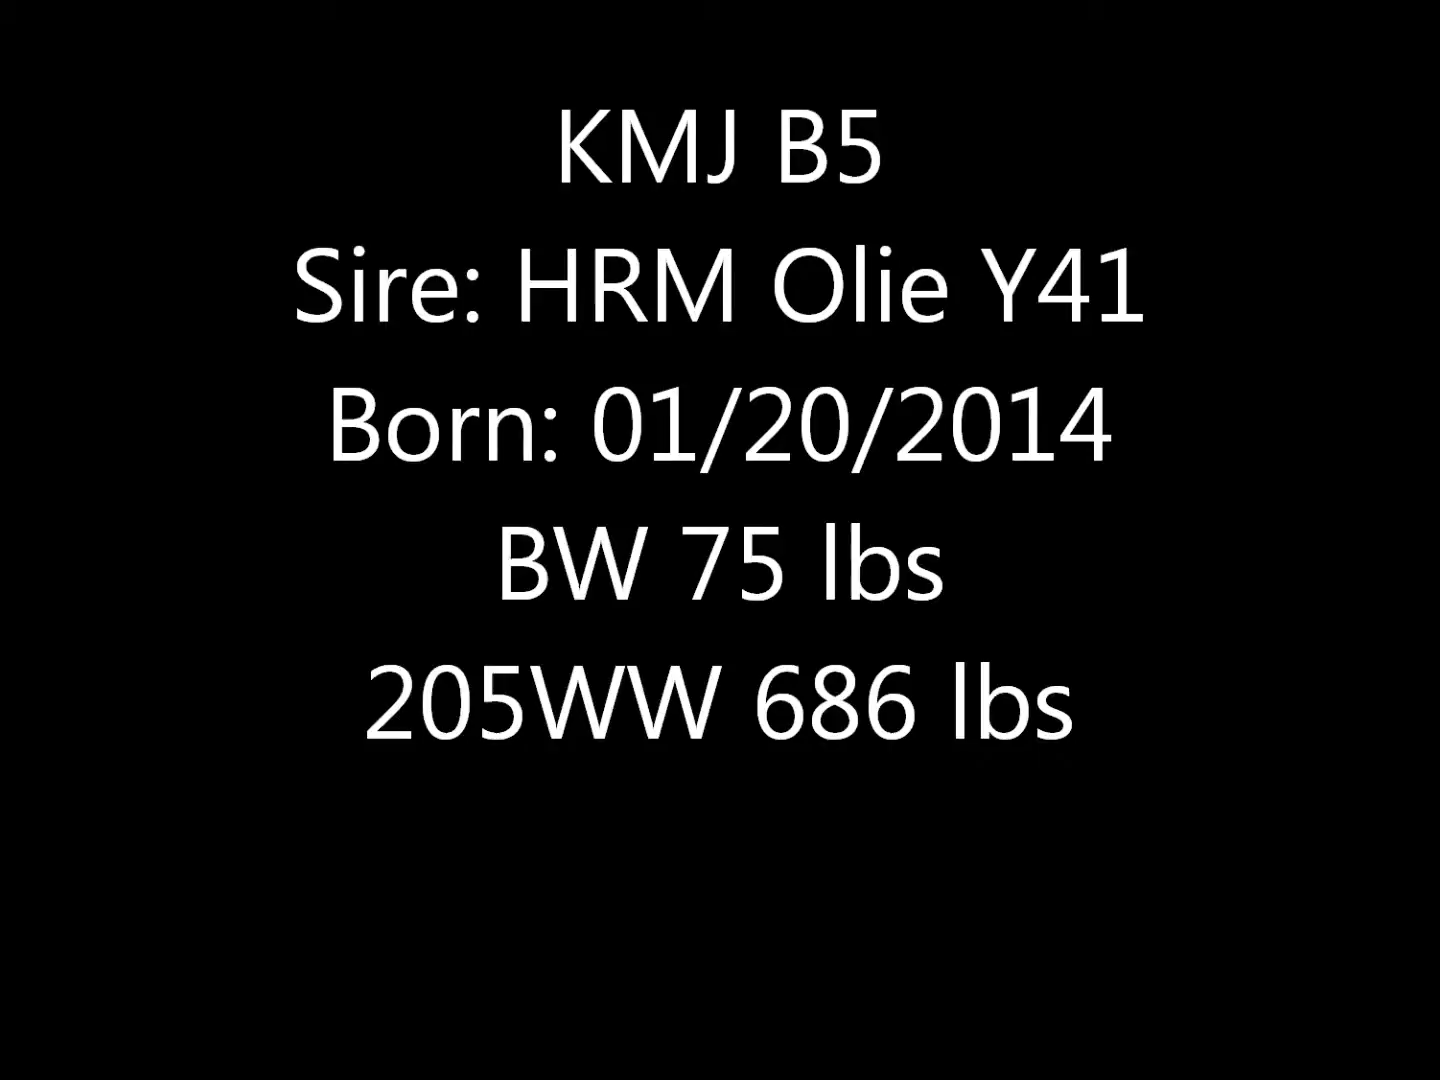 KMJ B5
Sire: HRM Olie Y41
Born: 01/20/2014
BW 75 lbs
205WW 686 lbs